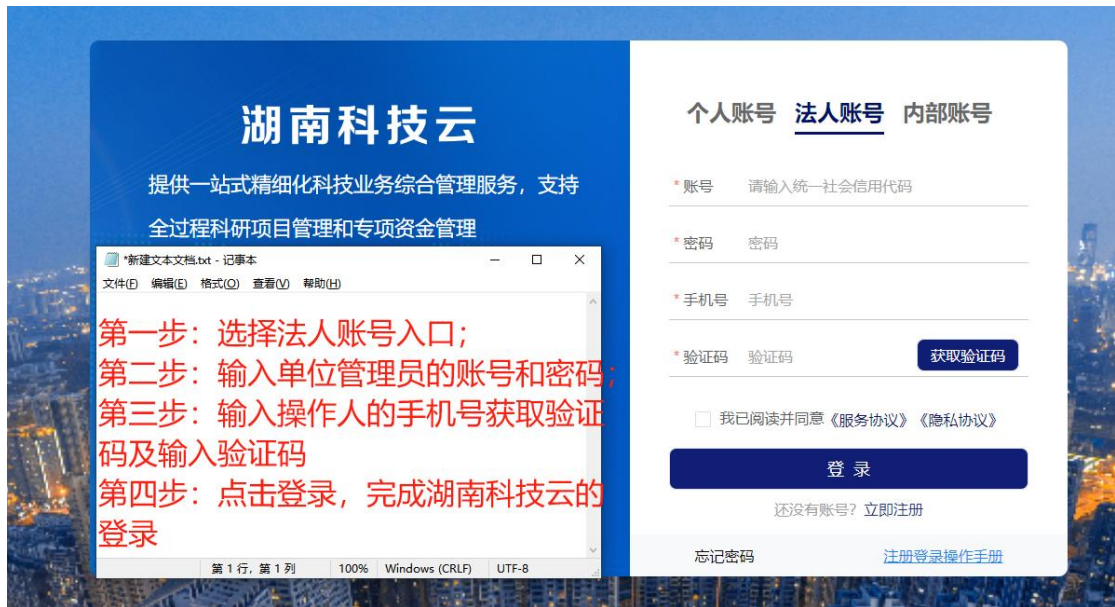 湖南科技云
提供一站式精细化科技业务综合管理服务，支持
全过程科研项目管理和专项资金管理
*新建文本文档.txt - 记事本
文件(F) 编辑(E) 格式(O) 查看(V) 帮助(H)
第一步：选择法人账号入口；
第二步：输入单位管理员的账号和密码；
第三步：输入操作人的手机号获取验证
码及输入验证码
第四步：点击登录，完成湖南科技云的
登录
第 1 行，第 1 列 100% Windows (CRLF) UTF-8
个人账号 法人账号 内部账号
*账号 请输入统一社会信用代码
*密码 密码
*手机号 手机号
*验证码 验证码 获取验证码
我已阅读并同意《服务协议》《隐私协议》
登 录
还没有账号？立即注册
忘记密码 注册登录操作手册